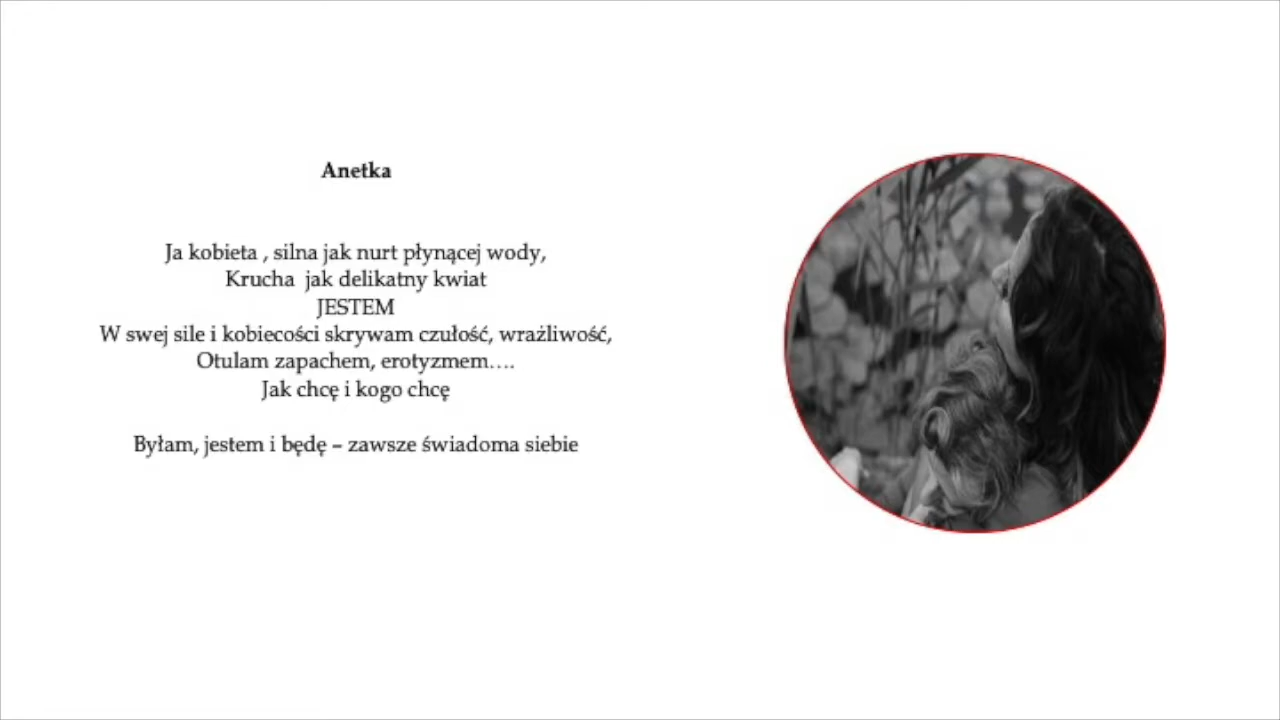 Anetka
Ja kobieta , silna jak nurt płynącej wody,
Krucha  jak delikatny kwiat
JESTEM
W swej sile i kobiecości skrywam czułość, wrażliwość,
Otulam zapachem, erotyzmem….
Jak chcę i kogo chcę
Byłam, jestem i będę – zawsze świadoma siebie